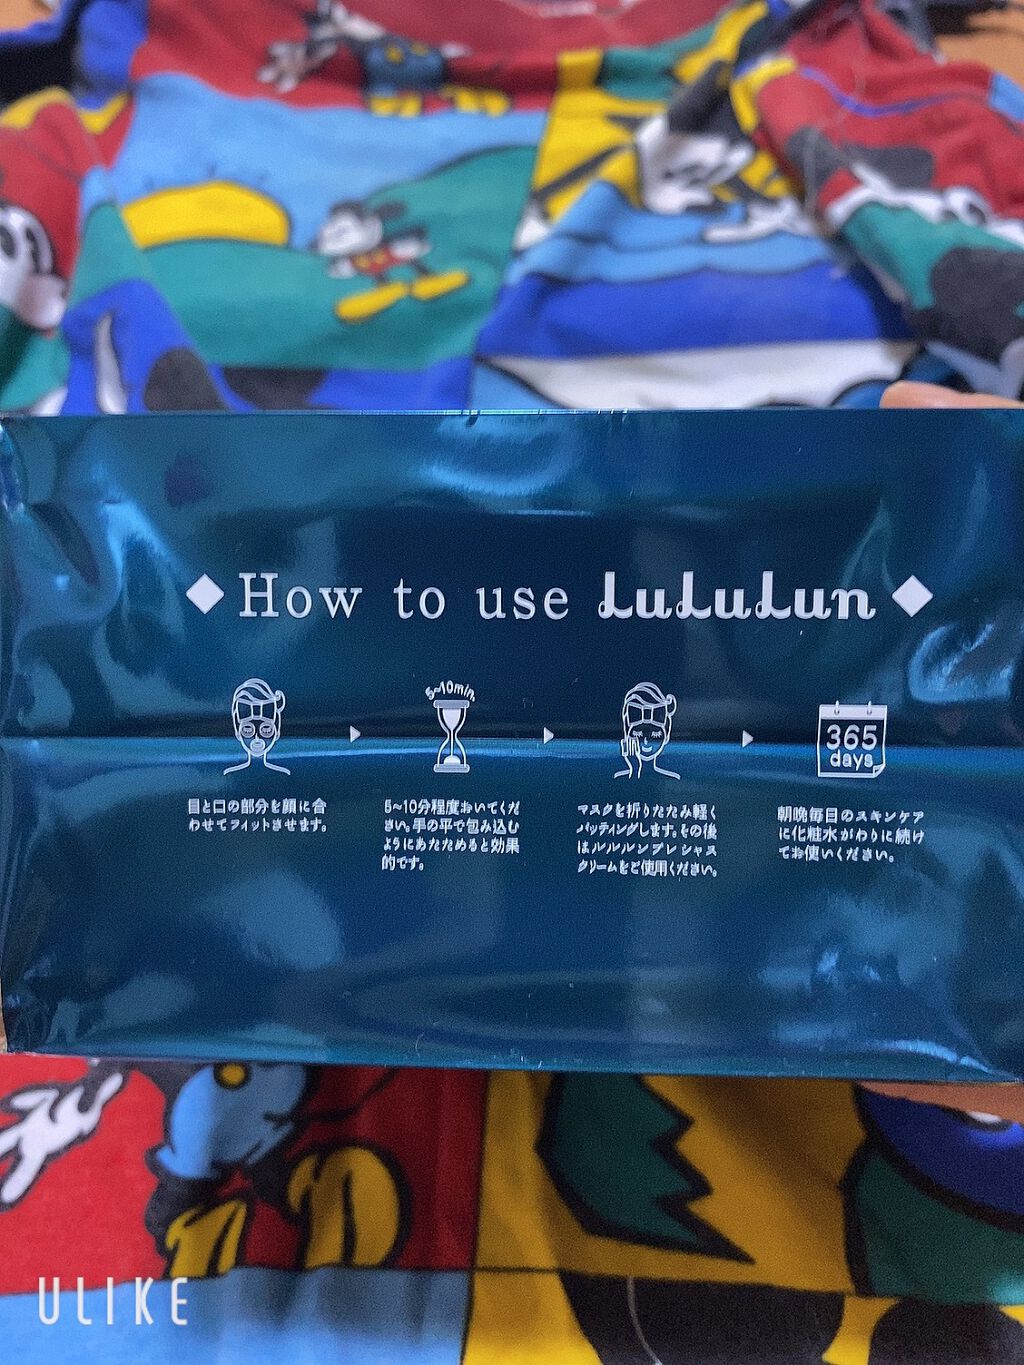 How to use LuLuLun
5~10min.
365
days
目と口の部分を顔に合
わせてフィットさせます。
5~10分程度おいてくだ
さい。手の平で包み込む
ようにあたためると効果
的です。
マスクを折りたたみ軽く
パッティングします。その後
はルルルンプレシャス
クリームをご使用ください。
朝晩毎日のスキンケア
に化粧水がわりに続け
てお使いください。
ULIKE